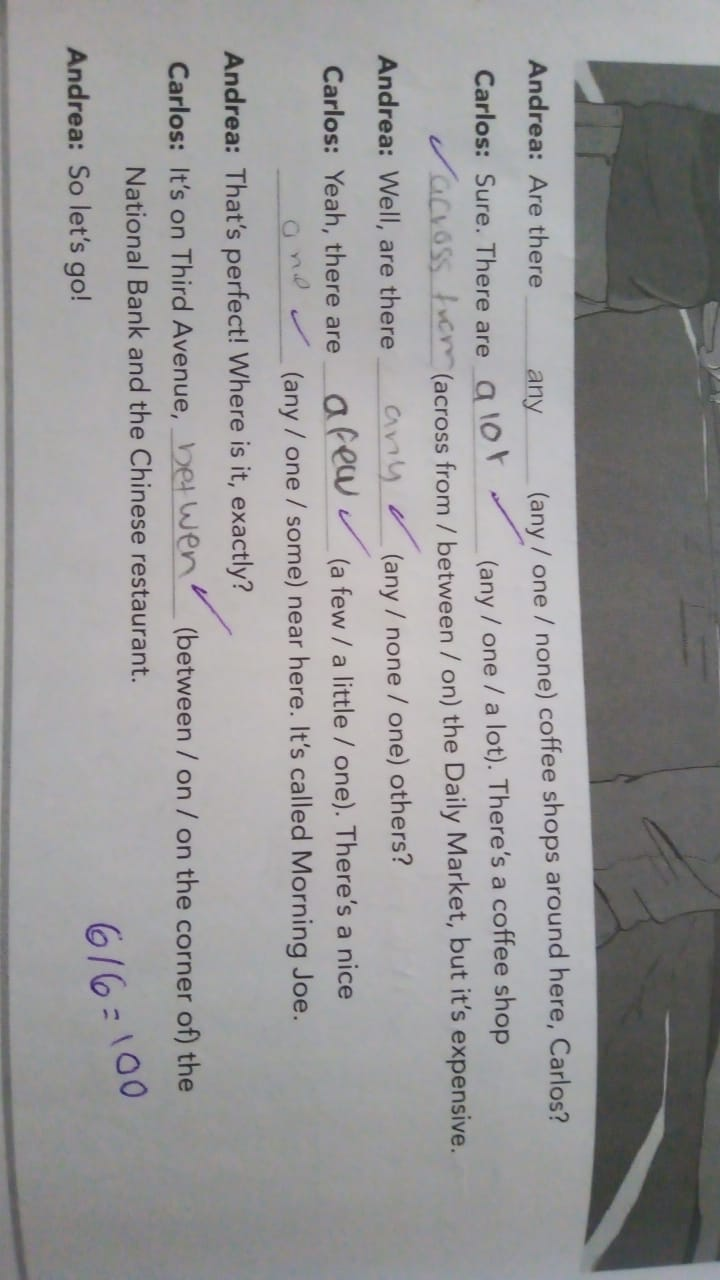 Andrea: Are there any (any / one / none) coffee shops around here, Carlos?
Carlos: Sure. There are a lot (any / one / a lot). There's a coffee shop
across from (across from / between / on) the Daily Market, but it's expensive.
Andrea: Well, are there any (any / none / one) others?
Carlos: Yeah, there are a few (a few / a little / one). There's a nice
one (any / one / some) near here. It's called Morning Joe.
Andrea: That's perfect! Where is it, exactly?
Carlos: It's on Third Avenue, betwen (between / on / on the corner of) the
National Bank and the Chinese restaurant.
Andrea: So let's go!
6/6 = 100